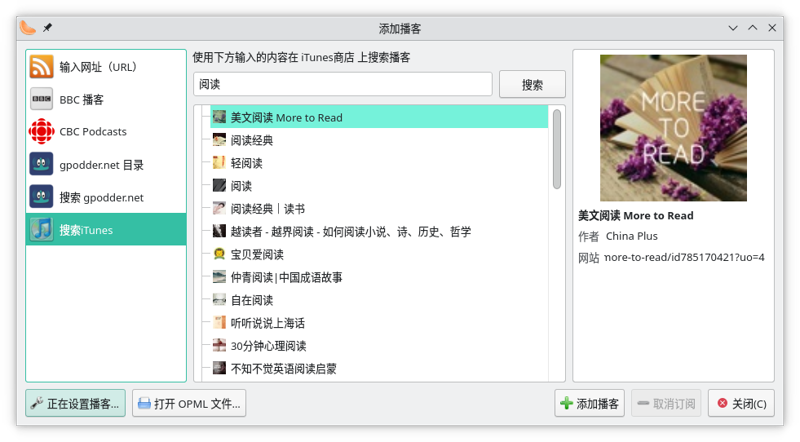 添加播客
输入网址（URL）
BBC 播客
CBC Podcasts
gpodder.net 目录
搜索 gpodder.net
搜索iTunes
使用下方输入的内容在 iTunes商店 上搜索播客
阅读
搜索
美文阅读 More to Read
阅读经典
轻阅读
阅读
阅读经典｜读书
越读者 - 越界阅读 - 如何阅读小说、诗、历史、哲学
宝贝爱阅读
仲青阅读|中国成语故事
自在阅读
听听说说上海话
30分钟心理阅读
不知不觉英语阅读启蒙
MORE
TO
READ
美文阅读 More to Read
作者 China Plus
网站 more-to-read/id785170421?uo=4
正在设置播客...
打开 OPML 文件...
添加播客
取消订阅
关闭(C)